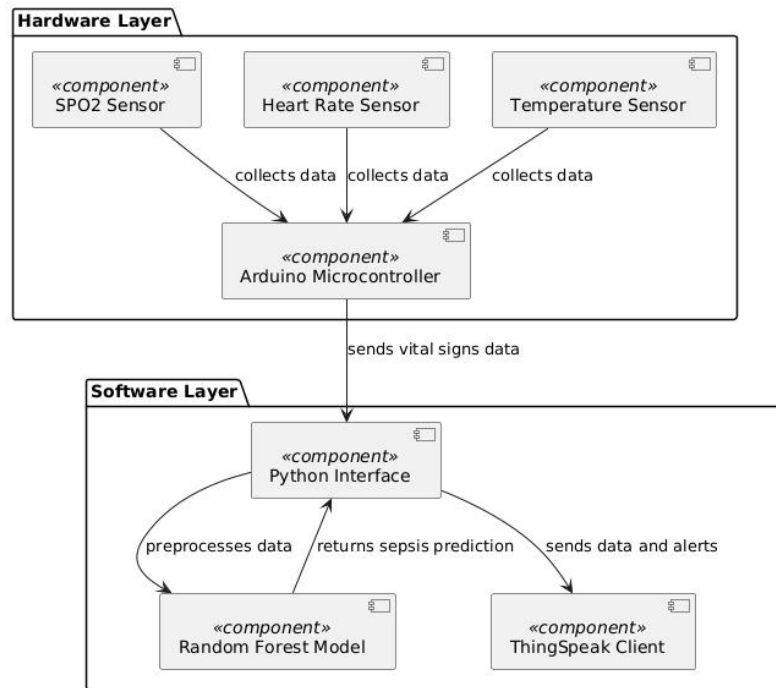 Hardware Layer
«component» «component» «component»
SPO2 Sensor Heart Rate Sensor Temperature Sensor
collects data collects data collects data
«component»
Arduino Microcontroller
sends vital signs data
Software Layer
«component»
Python Interface
preprocesses data returns sepsis prediction sends data and alerts
«component» «component»
Random Forest Model ThingSpeak Client